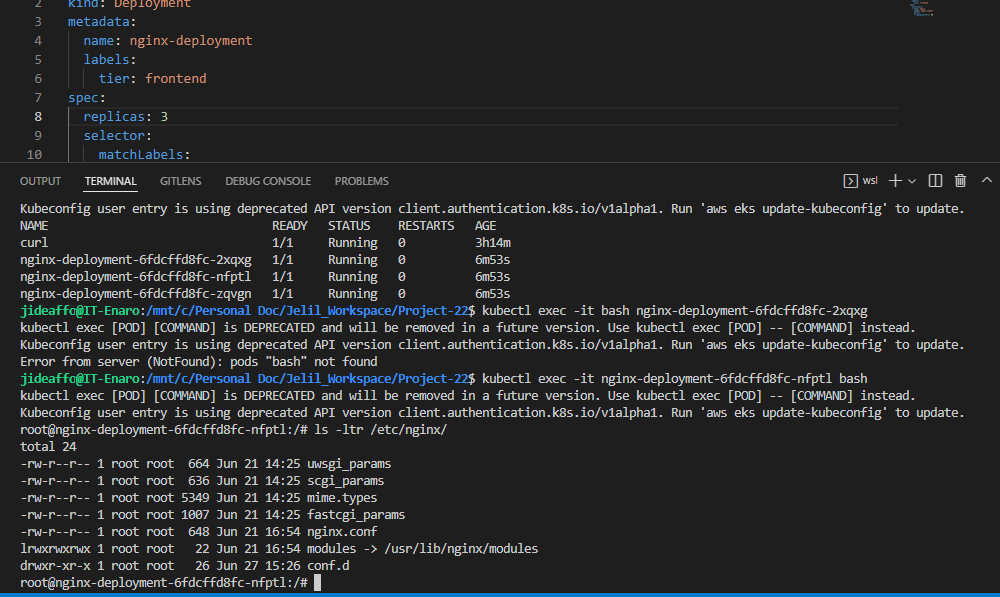 2 kind: Deployment
3 metadata:
4 name: nginx-deployment
5 labels:
6 tier: frontend
7 spec:
8 replicas: 3
9 selector:
10 matchLabels:
OUTPUT TERMINAL GITLENS DEBUG CONSOLE PROBLEMS wsl
Kubeconfig user entry is using deprecated API version client.authentication.k8s.io/v1alpha1. Run 'aws eks update-kubeconfig' to update.
NAME READY STATUS RESTARTS AGE
curl 1/1 Running 0 3h14m
nginx-deployment-6fdcffd8fc-2xqxg 1/1 Running 0 6m53s
nginx-deployment-6fdcffd8fc-nfptl 1/1 Running 0 6m53s
nginx-deployment-6fdcffd8fc-zqvgn 1/1 Running 0 6m53s
jideaffo@IT-Enaro:/mnt/c/Personal Doc/Jelil_Workspace/Project-22$ kubectl exec -it bash nginx-deployment-6fdcffd8fc-2xqxg
kubectl exec [POD] [COMMAND] is DEPRECATED and will be removed in a future version. Use kubectl exec [POD] -- [COMMAND] instead.
Kubeconfig user entry is using deprecated API version client.authentication.k8s.io/v1alpha1. Run 'aws eks update-kubeconfig' to update.
Error from server (NotFound): pods "bash" not found
jideaffo@IT-Enaro:/mnt/c/Personal Doc/Jelil_Workspace/Project-22$ kubectl exec -it nginx-deployment-6fdcffd8fc-nfptl bash
kubectl exec [POD] [COMMAND] is DEPRECATED and will be removed in a future version. Use kubectl exec [POD] -- [COMMAND] instead.
Kubeconfig user entry is using deprecated API version client.authentication.k8s.io/v1alpha1. Run 'aws eks update-kubeconfig' to update.
root@nginx-deployment-6fdcffd8fc-nfptl:/# ls -ltr /etc/nginx/
total 24
-rw-r--r-- 1 root root 664 Jun 21 14:25 uwsgi_params
-rw-r--r-- 1 root root 636 Jun 21 14:25 scgi_params
-rw-r--r-- 1 root root 5349 Jun 21 14:25 mime.types
-rw-r--r-- 1 root root 1007 Jun 21 14:25 fastcgi_params
-rw-r--r-- 1 root root 648 Jun 21 16:54 nginx.conf
lrwxrwxrwx 1 root root 22 Jun 21 16:54 modules -> /usr/lib/nginx/modules
drwxr-xr-x 1 root root 26 Jun 27 15:26 conf.d
root@nginx-deployment-6fdcffd8fc-nfptl:/#